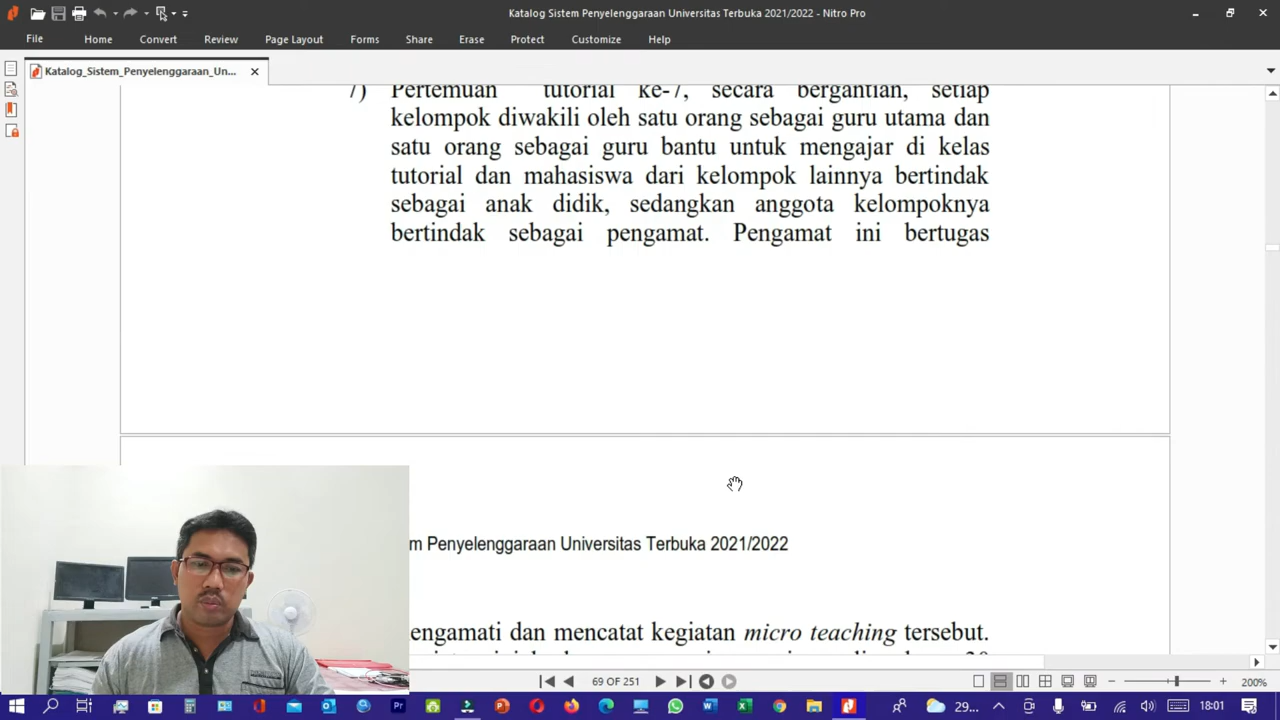 Katalog Sistem Penyelenggaraan Universitas Terbuka 2021/2022 - Nitro Pro
File Home Convert Review Page Layout Forms Share Erase Protect Customize Help
Katalog_Sistem_Penyelenggaraan_Un...
7) Pertemuan tutorial ke-7, secara bergantian, setiap
kelompok diwakili oleh satu orang sebagai guru utama dan
satu orang sebagai guru bantu untuk mengajar di kelas
tutorial dan mahasiswa dari kelompok lainnya bertindak
sebagai anak didik, sedangkan anggota kelompoknya
bertindak sebagai pengamat. Pengamat ini bertugas
m Penyelenggaraan Universitas Terbuka 2021/2022
engamati dan mencatat kegiatan micro teaching tersebut.
69 OF 251
200%
29...
18:01